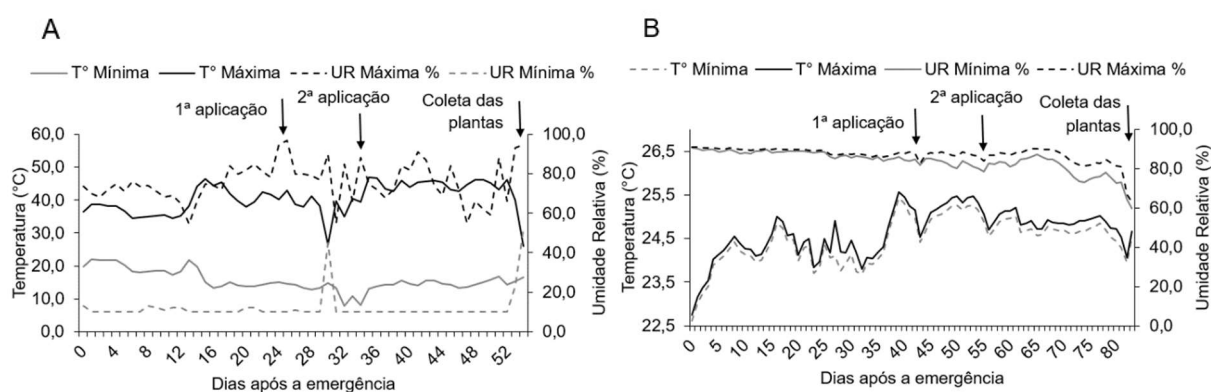 A
T° Mínima T° Máxima UR Máxima % UR Mínima %
1ª aplicação
2ª aplicação
Coleta das
plantas
Temperatura (°C)
60,0
50,0
40,0
30,0
20,0
10,0
0,0
100,0
80,0
60,0
40,0
20,0
0,0
Umidade Relativa (%)
0 4 8 12 16 20 24 28 32 36 40 44 48 52
Dias após a emergência
B
T° Mínima T° Máxima UR Mínima % UR Máxima %
1ª aplicação
2ª aplicação
Coleta das
plantas
Temperatura (°C)
26,5
25,5
24,5
23,5
22,5
100,0
80,0
60,0
40,0
20,0
0,0
Umidade Relativa (%)
0 5 10 15 20 25 30 35 40 45 50 55 60 65 70 75 80
Dias após a emergência